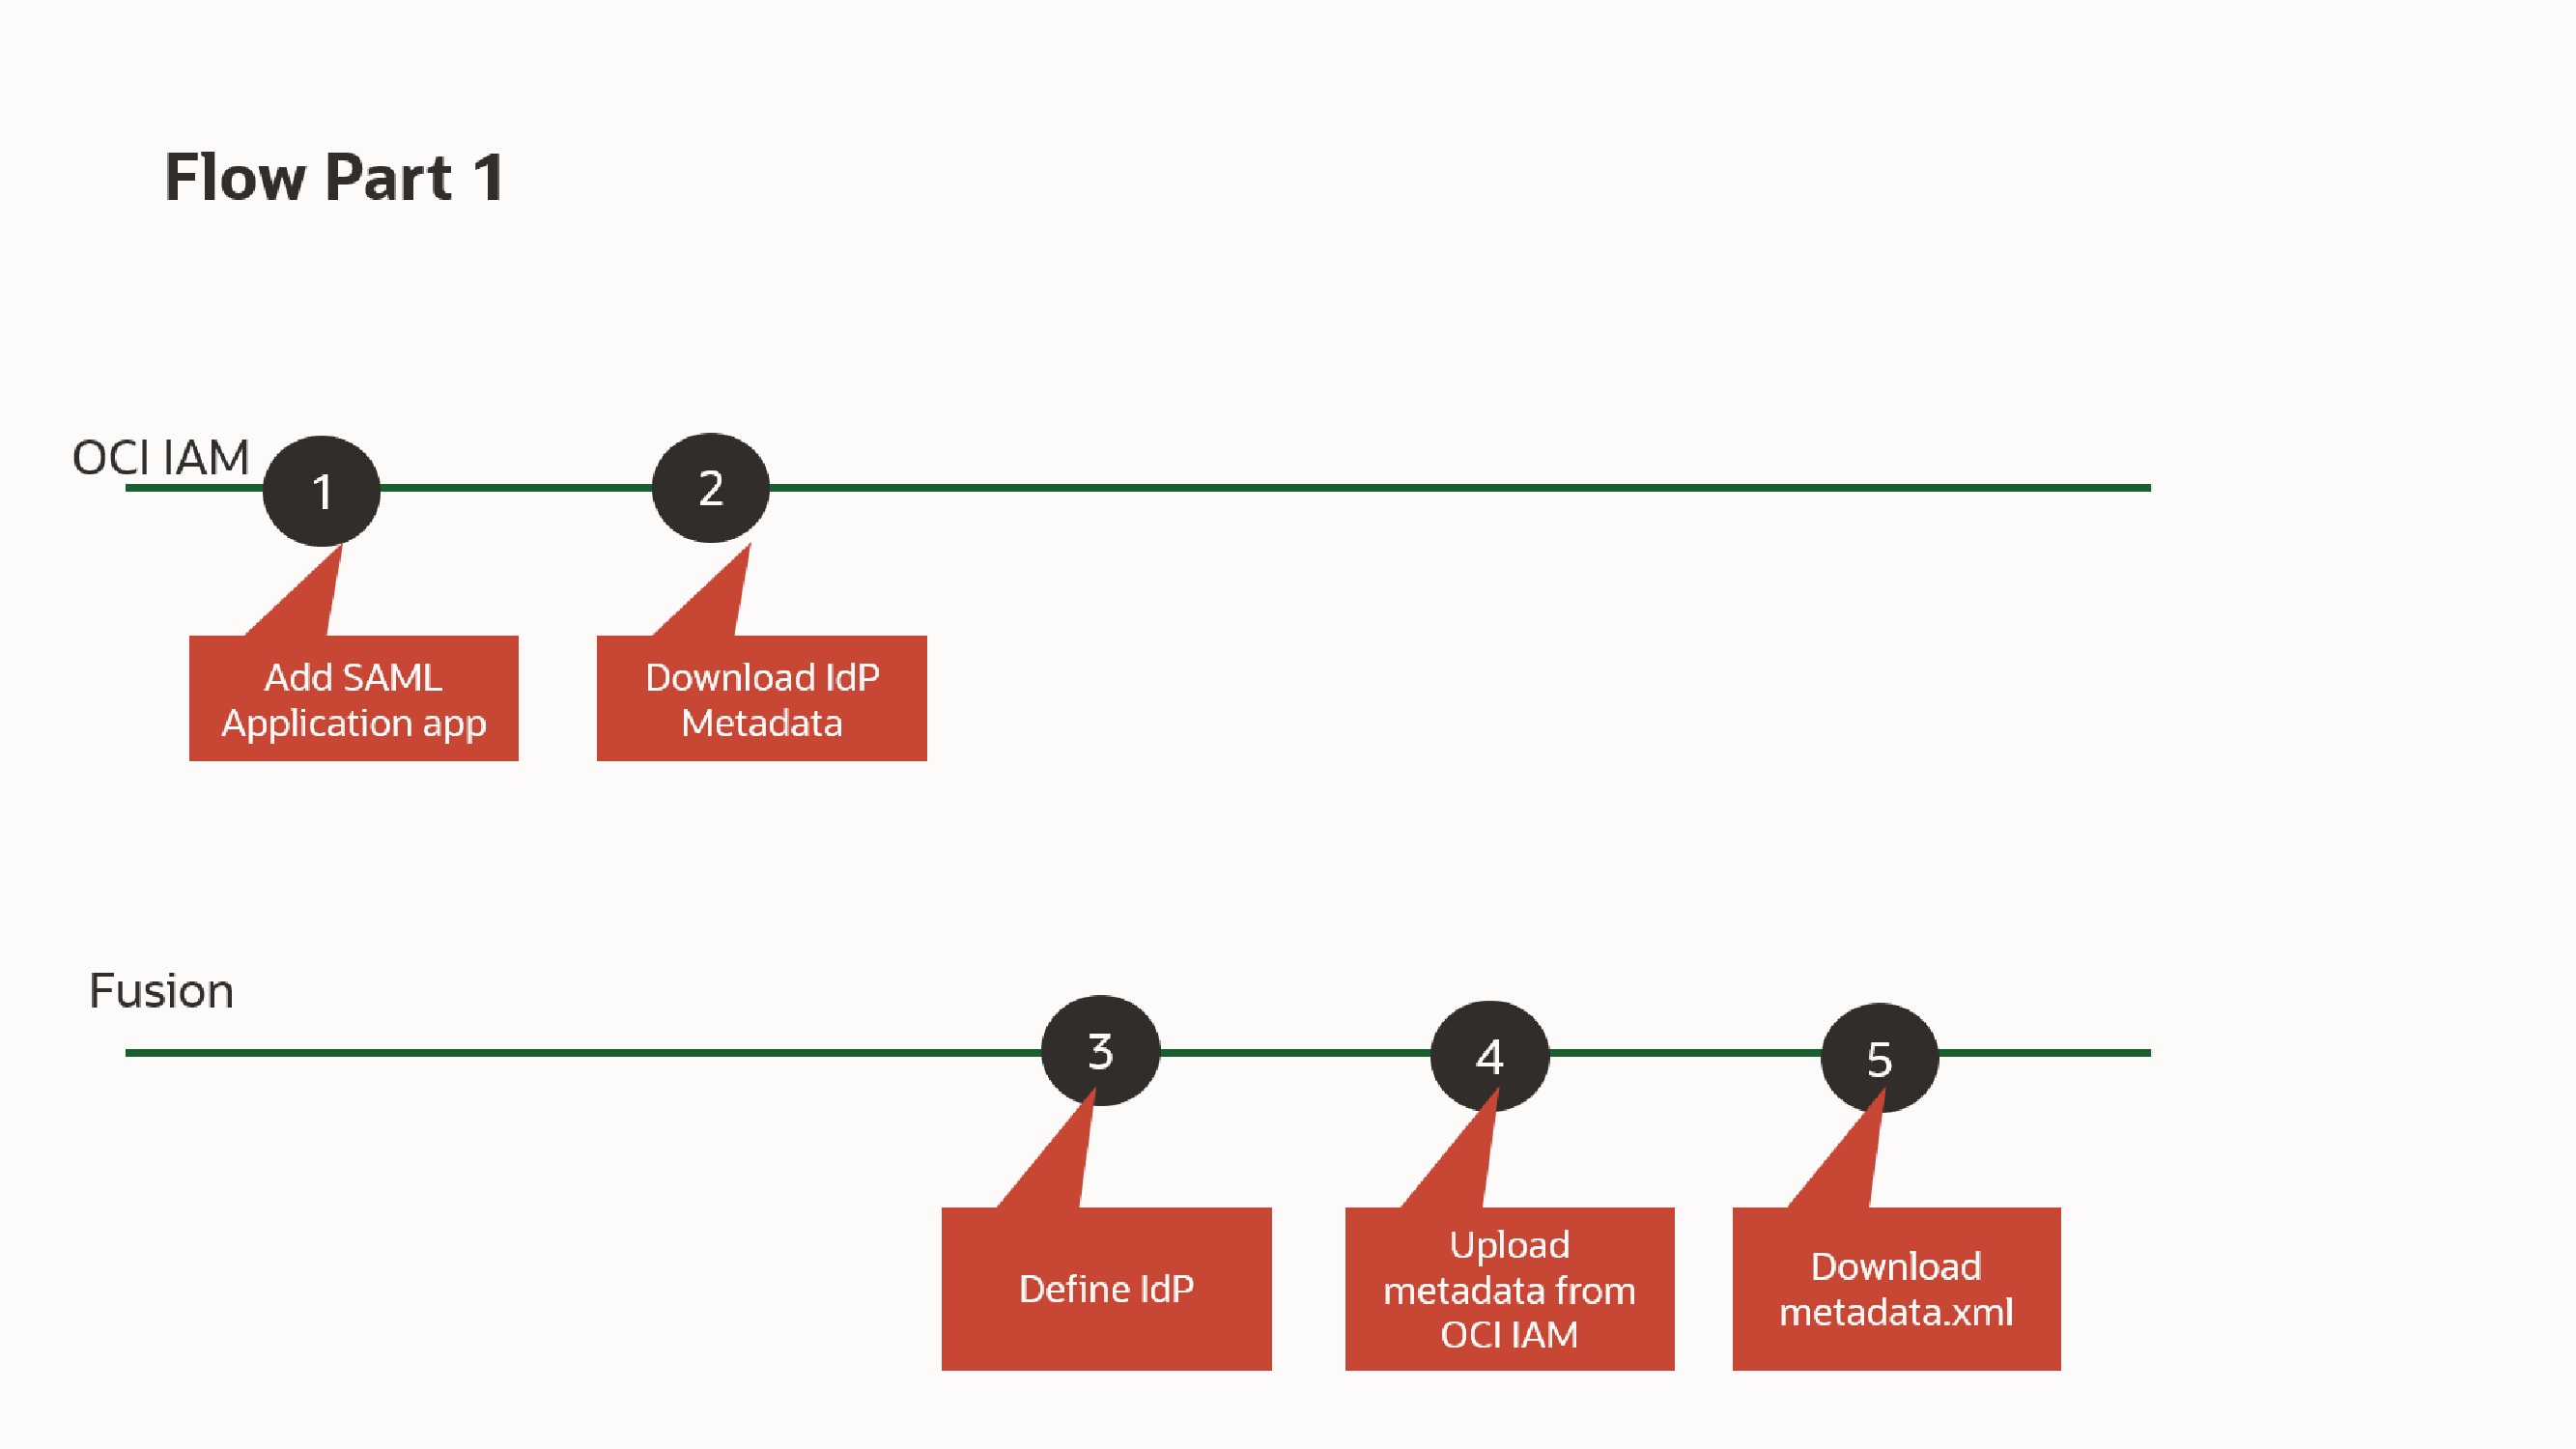 Flow Part 1
OCI IAM
1
2
Add SAML
Application app
Download IdP
Metadata
Fusion
3
4
5
Define IdP
Upload
metadata from
OCI IAM
Download
metadata.xml